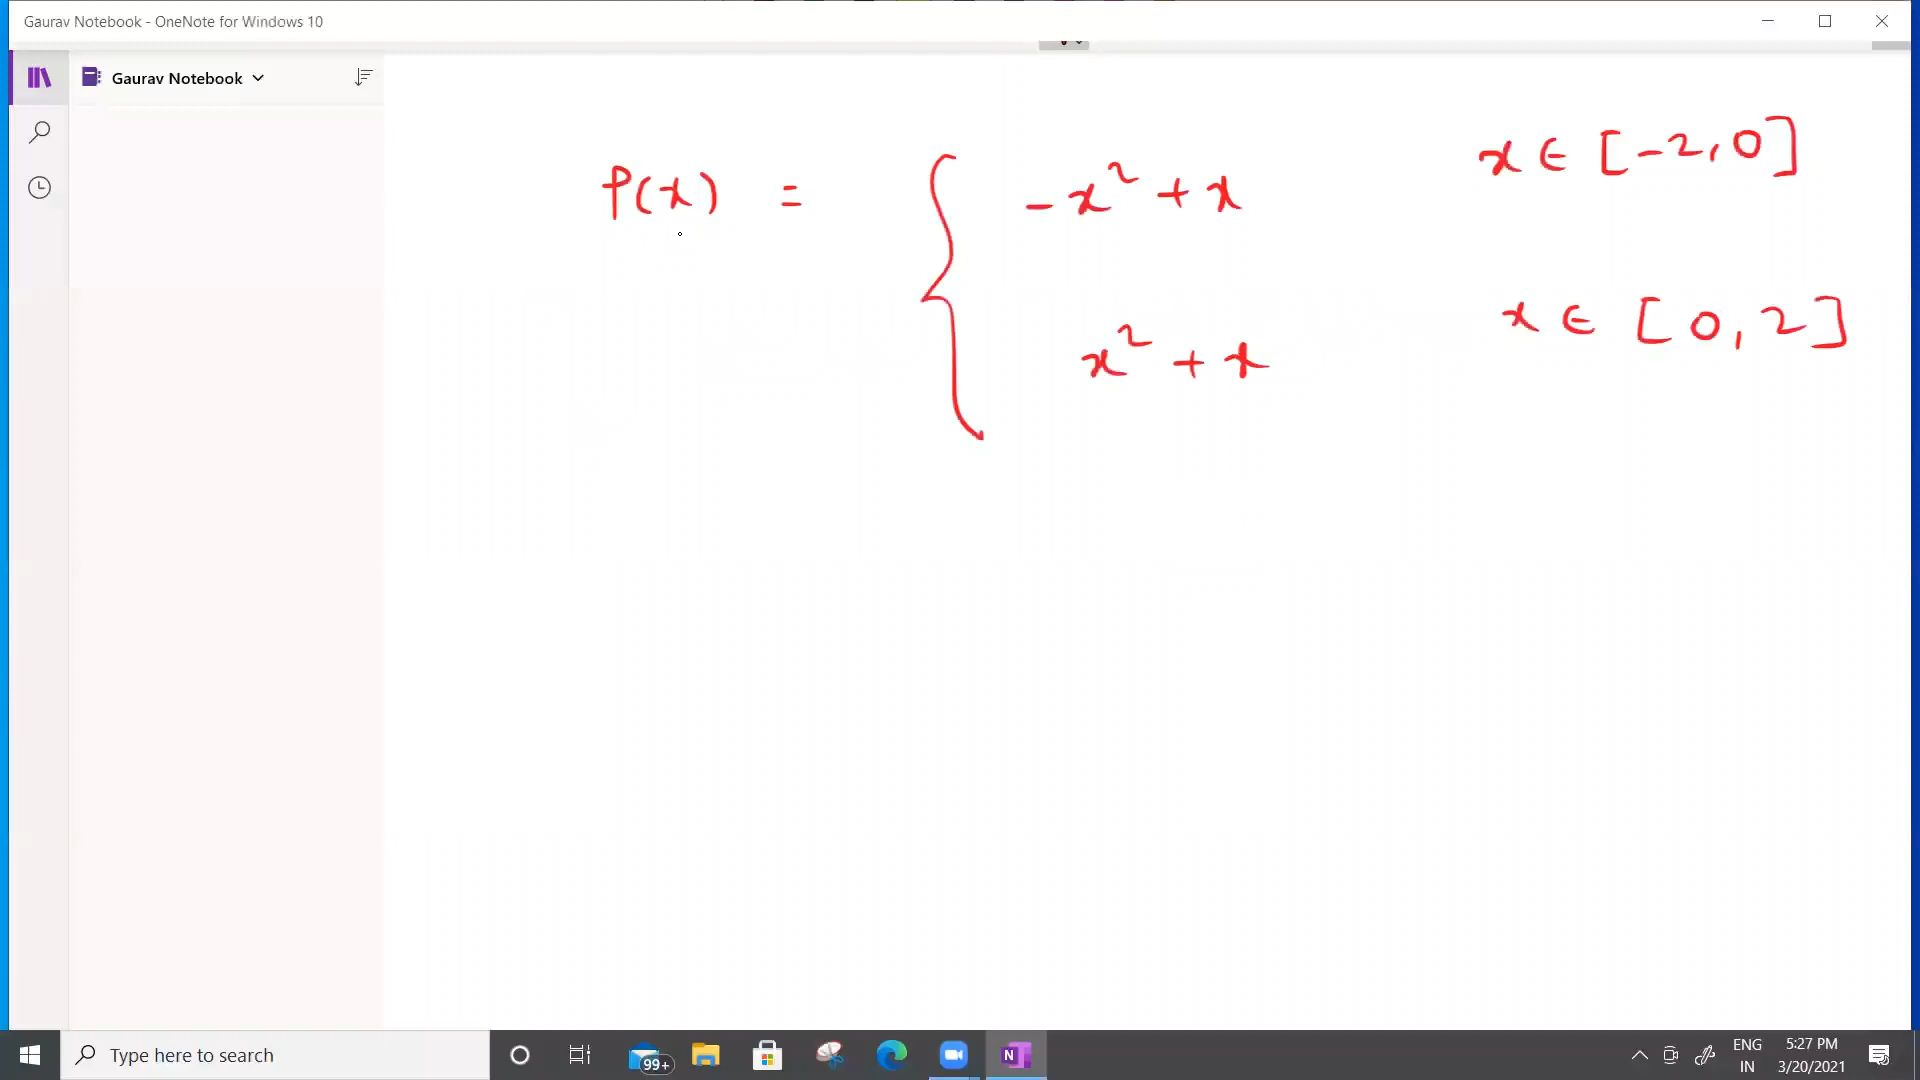 Gaurav Notebook - OneNote for Windows 10
Gaurav Notebook
x ∈ [-2, 0]
f(x) = { -x² + x
x ∈ [0, 2]
x² + x
Type here to search
99+
N
ENG
IN
5:27 PM
3/20/2021